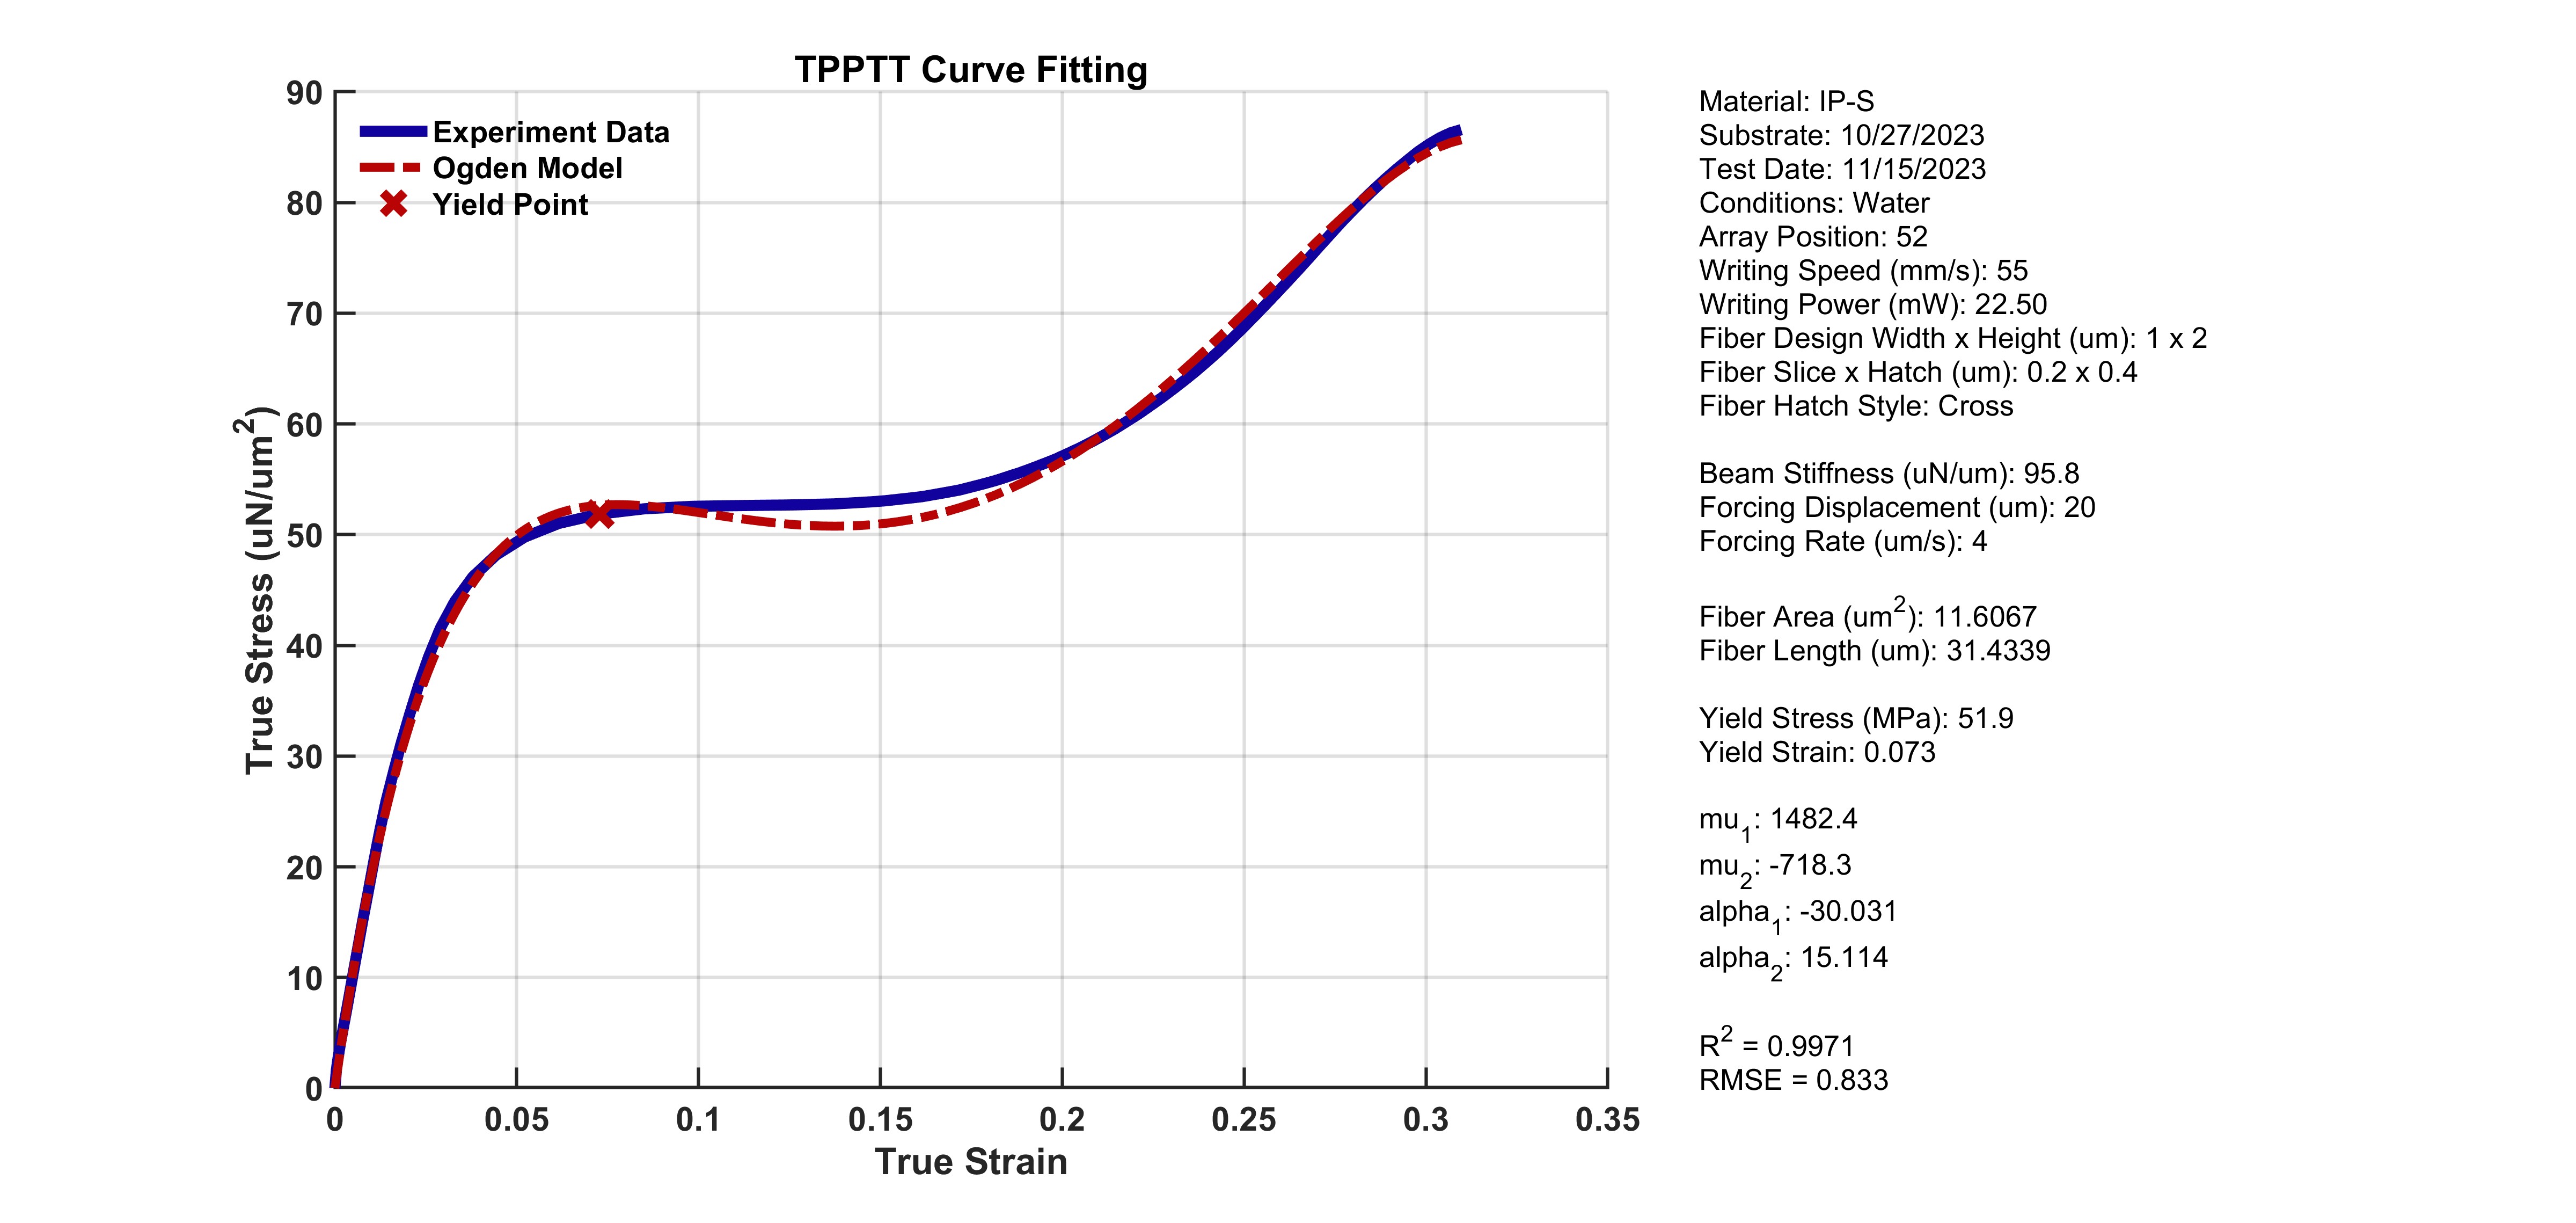 TPPTT Curve Fitting
90
80
70
60
50
40
30
20
10
0
True Stress (uN/um²)
Experiment Data
Ogden Model
Yield Point
0 0.05 0.1 0.15 0.2 0.25 0.3 0.35
True Strain
Material: IP-S
Substrate: 10/27/2023
Test Date: 11/15/2023
Conditions: Water
Array Position: 52
Writing Speed (mm/s): 55
Writing Power (mW): 22.50
Fiber Design Width x Height (um): 1 x 2
Fiber Slice x Hatch (um): 0.2 x 0.4
Fiber Hatch Style: Cross
Beam Stiffness (uN/um): 95.8
Forcing Displacement (um): 20
Forcing Rate (um/s): 4
Fiber Area (um²): 11.6067
Fiber Length (um): 31.4339
Yield Stress (MPa): 51.9
Yield Strain: 0.073
mu₁: 1482.4
mu₂: -718.3
alpha₁: -30.031
alpha₂: 15.114
R² = 0.9971
RMSE = 0.833